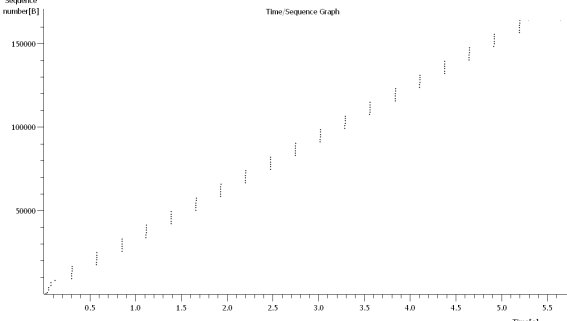 Sequence
number[B]
Time/Sequence Graph
150000
100000
50000
0.5 1.0 1.5 2.0 2.5 3.0 3.5 4.0 4.5 5.0 5.5
Time[s]